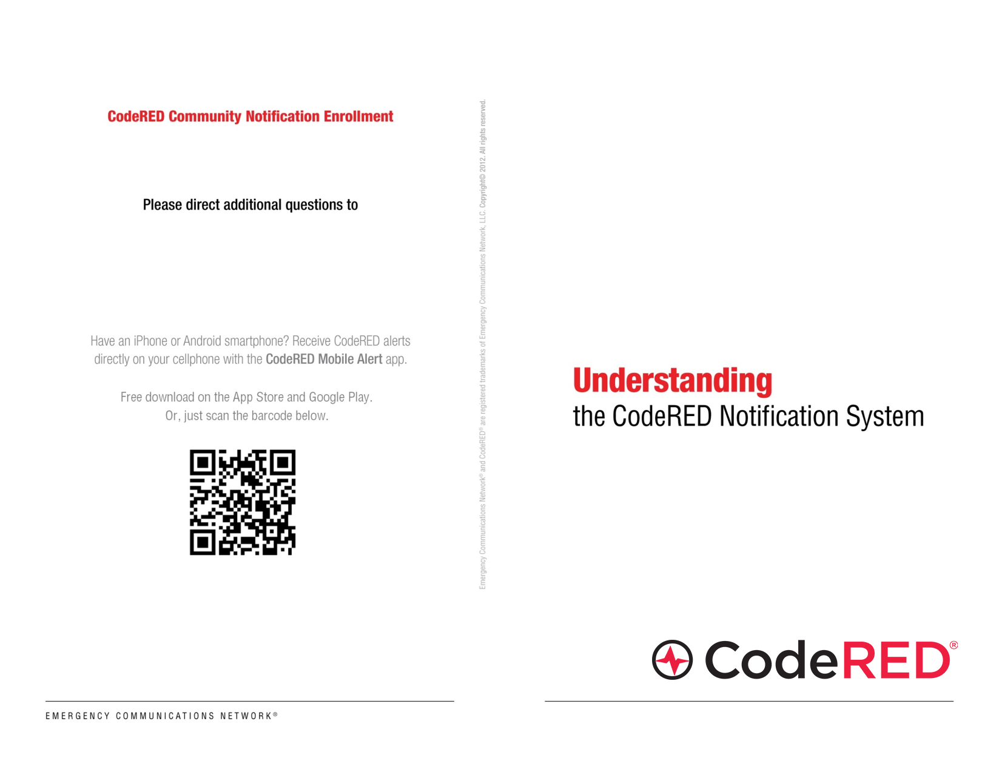 CodeRED Community Notification Enrollment
Please direct additional questions to
Have an iPhone or Android smartphone? Receive CodeRED alerts
directly on your cellphone with the CodeRED Mobile Alert app.
Free download on the App Store and Google Play.
Or, just scan the barcode below.
EMERGENCY COMMUNICATIONS NETWORK®
Emergency Communications Network® and CodeRED® are registered trademarks of Emergency Communications Network, LLC. Copyright© 2012. All rights reserved.
Understanding
the CodeRED Notification System
CodeRED®